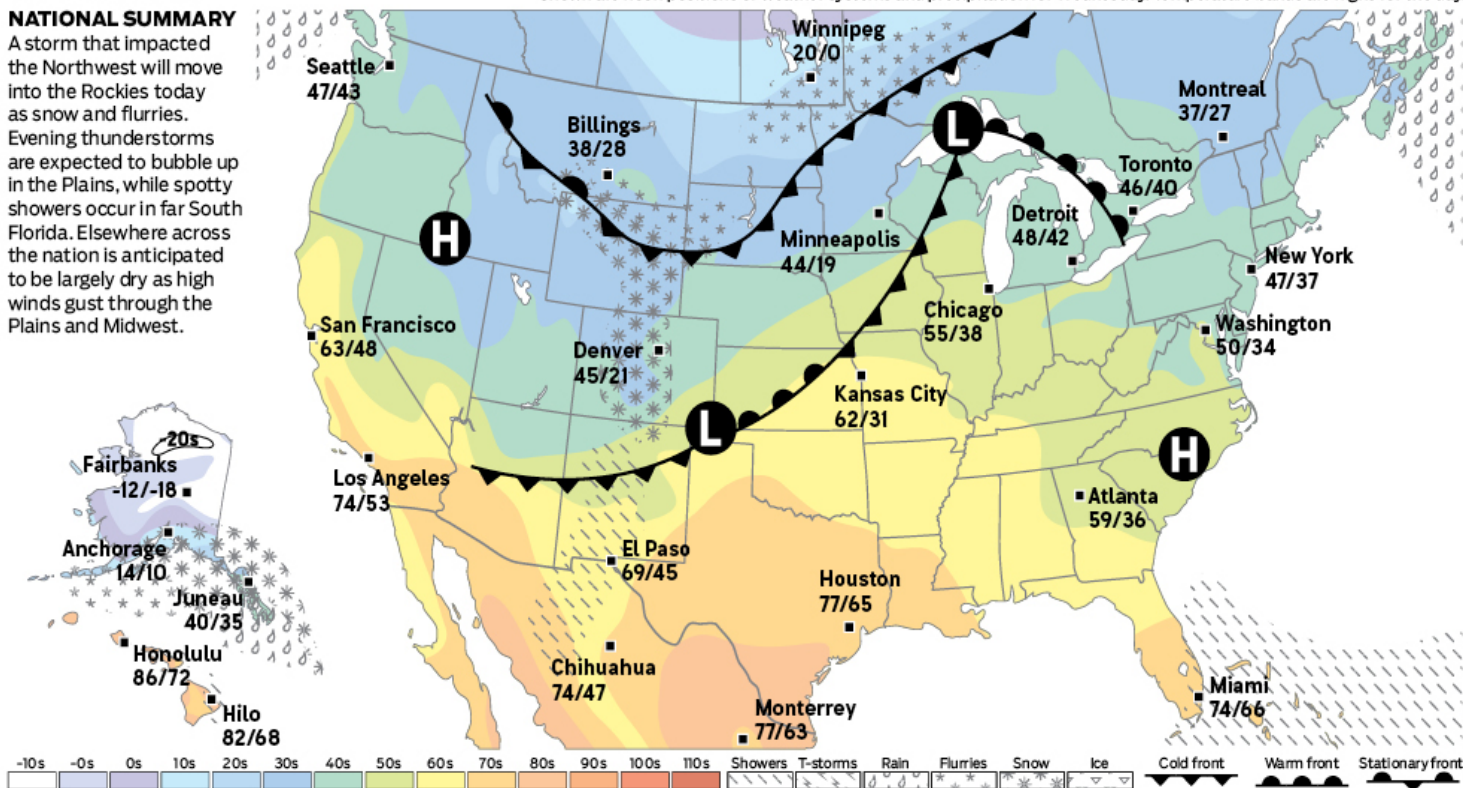 NATIONAL SUMMARY
A storm that impacted
the Northwest will move
into the Rockies today
as snow and flurries.
Evening thunderstorms
are expected to bubble up
in the Plains, while spotty
showers occur in far South
Florida. Elsewhere across
the nation is anticipated
to be largely dry as high
winds gust through the
Plains and Midwest.
Winnipeg
20/0
Seattle
47/43
Montreal
37/27
Billings
38/28
L
Toronto
46/40
Detroit
48/42
H
Minneapolis
44/19
New York
47/37
Chicago
55/38
San Francisco
63/48
Washington
50/34
Denver
45/21
Kansas City
62/31
L
-20s
Fairbanks
-12/-18
H
Los Angeles
74/53
Atlanta
59/36
Anchorage
14/10
El Paso
69/45
Houston
77/65
Juneau
40/35
Honolulu
86/72
Chihuahua
74/47
Miami
74/66
Hilo
82/68
Monterrey
77/63
-10s -0s 0s 10s 20s 30s 40s 50s 60s 70s 80s 90s 100s 110s Showers T-storms Rain Flurries Snow Ice Cold front Warm front Stationary front